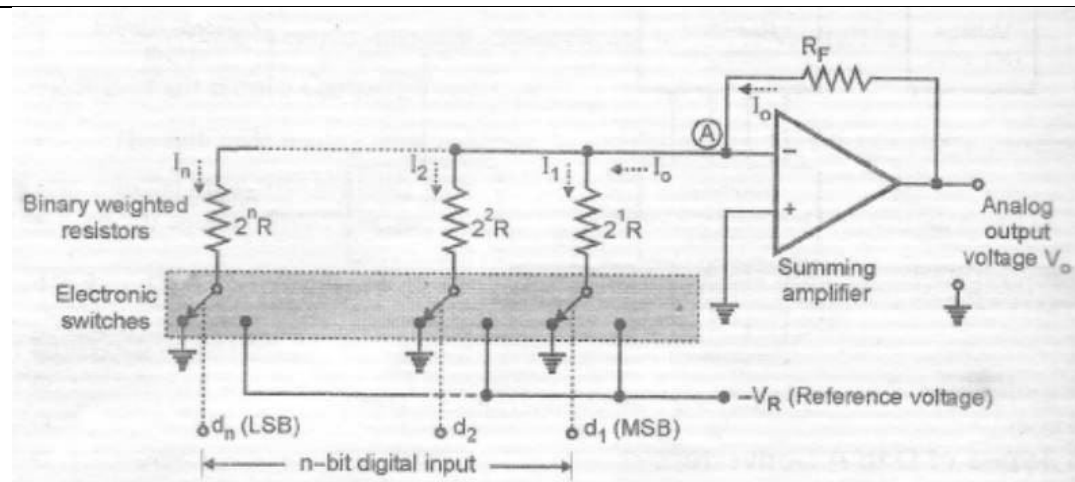 R_F
I_o
A
I_n
I_2
I_1
I_o
−
+
Binary weighted
resistors
2^nR
2^2R
2^1R
Analog
output
voltage V_o
Summing
amplifier
Electronic
switches
−V_R (Reference voltage)
d_n (LSB)
d_2
d_1 (MSB)
n–bit digital input